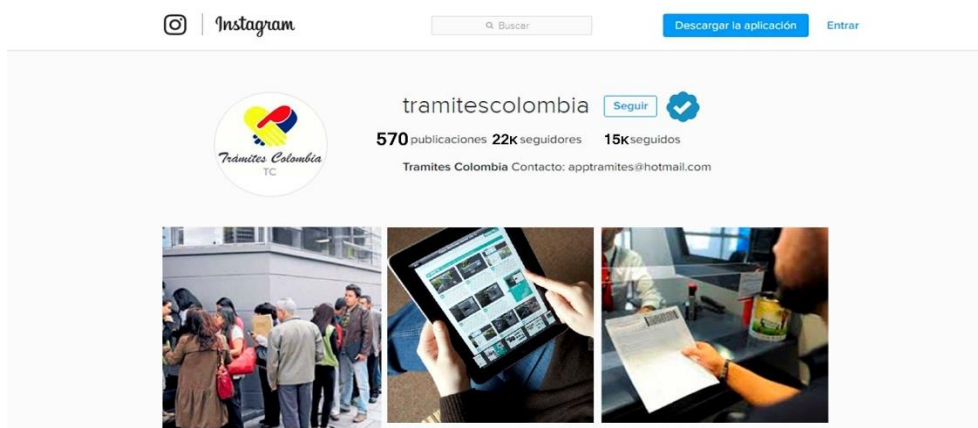 Instagram
Buscar
Descargar la aplicación
Entrar
tramitescolombia Seguir
570 publicaciones 22K seguidores 15K seguidos
Tramites Colombia Contacto: apptramites@hotmail.com
Tramites Colombia
TC